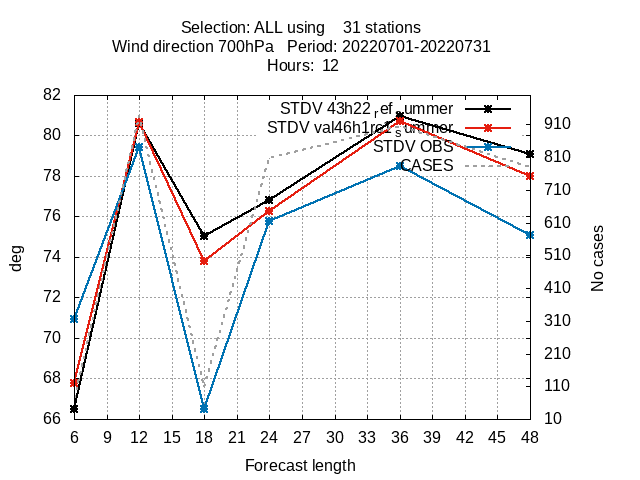 Selection: ALL using    31 stations
Wind direction 700hPa   Period: 20220701-20220731
Hours:  12
STDV 43h22_ref_summer
STDV OBS
CASES
82
80
78
76
74
72
70
68
66
910
810
710
610
510
410
310
210
110
10
deg
No cases
6 9 12 15 18 21 24 27 30 33 36 39 42 45 48
Forecast length